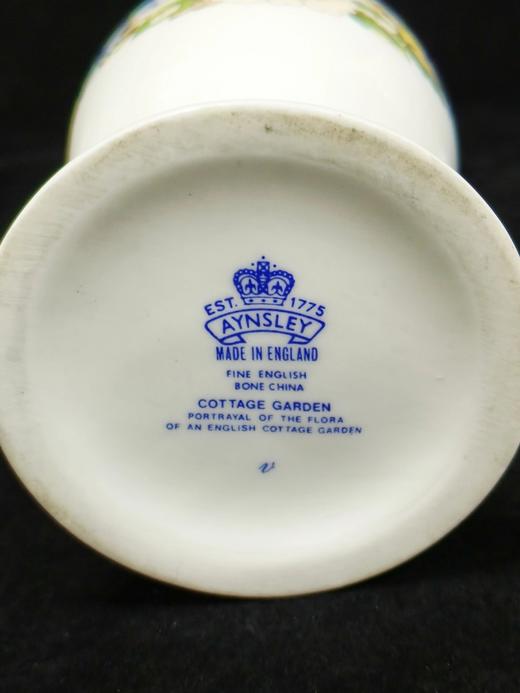 EST. 1775
AYNSLEY
MADE IN ENGLAND
FINE ENGLISH
BONE CHINA
COTTAGE GARDEN
PORTRAYAL OF THE FLORA
OF AN ENGLISH COTTAGE GARDEN
v